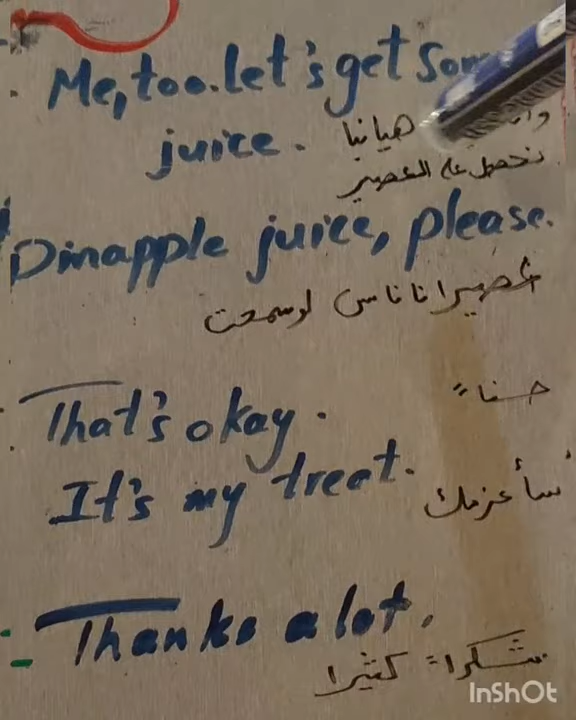 Me, too. let's get
juice. هيا بنا
نحصل على العصير
Pinapple juice, please.
عصير اناناس لو سمحت
That's okay. حسناً
It's my treat. سأعزمك
Thanks a lot.
شكراً كثيرا
InShOt